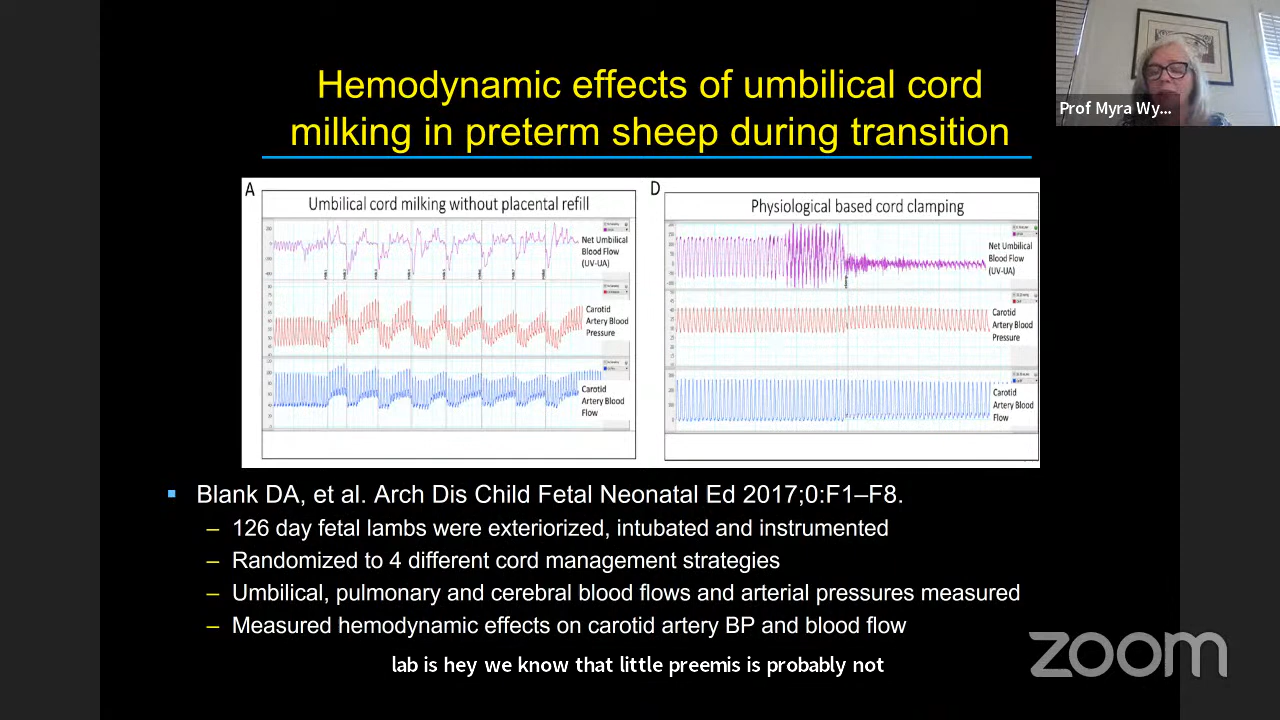 Hemodynamic effects of umbilical cord
milking in preterm sheep during transition
Prof Myra Wy...
A
Umbilical cord milking without placental refill
Net Umbilical
Blood Flow
(UV-UA)
Carotid
Artery Blood
Pressure
Carotid
Artery Blood
Flow
D
Physiological based cord clamping
Net Umbilical
Blood Flow
(UV-UA)
Carotid
Artery Blood
Pressure
Carotid
Artery Blood
Flow
▪ Blank DA, et al. Arch Dis Child Fetal Neonatal Ed 2017;0:F1–F8.
– 126 day fetal lambs were exteriorized, intubated and instrumented
– Randomized to 4 different cord management strategies
– Umbilical, pulmonary and cerebral blood flows and arterial pressures measured
– Measured hemodynamic effects on carotid artery BP and blood flow
lab is hey we know that little preemis is probably not
zoom